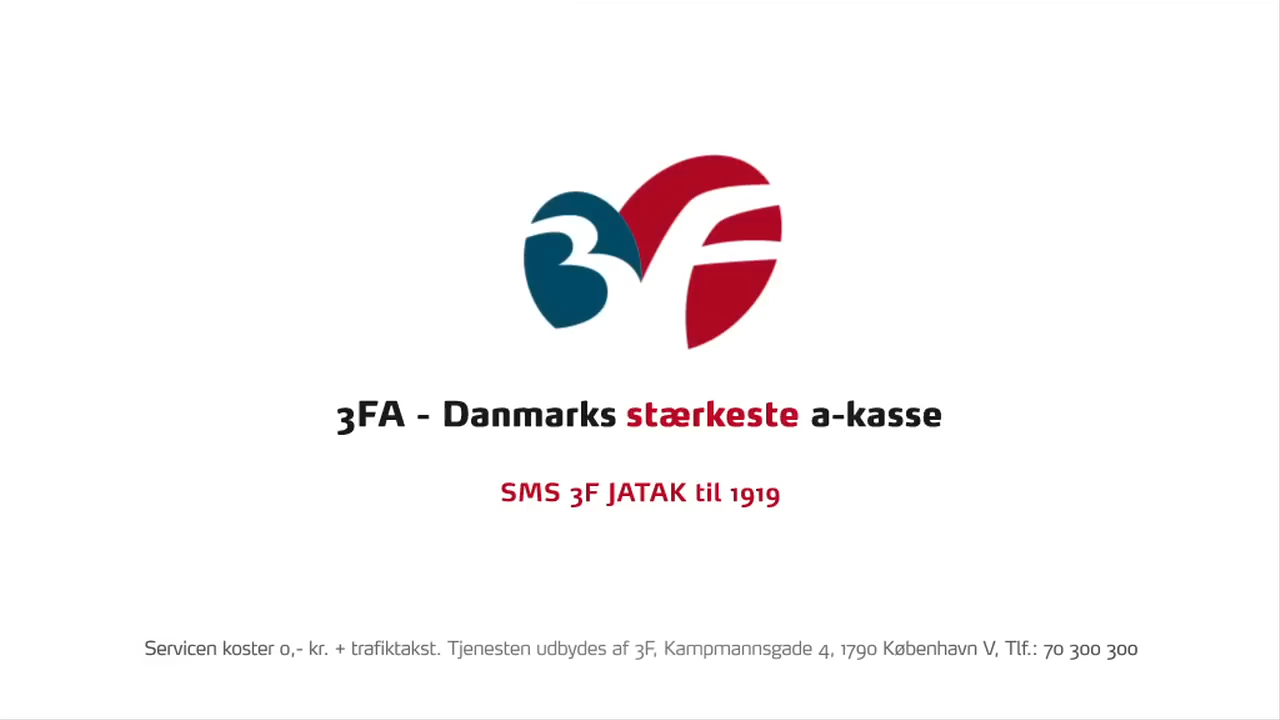 3F
3FA - Danmarks stærkeste a-kasse
SMS 3F JATAK til 1919
Servicen koster 0,- kr. + trafiktakst. Tjenesten udbydes af 3F, Kampmannsgade 4, 1790 København V, Tlf.: 70 300 300